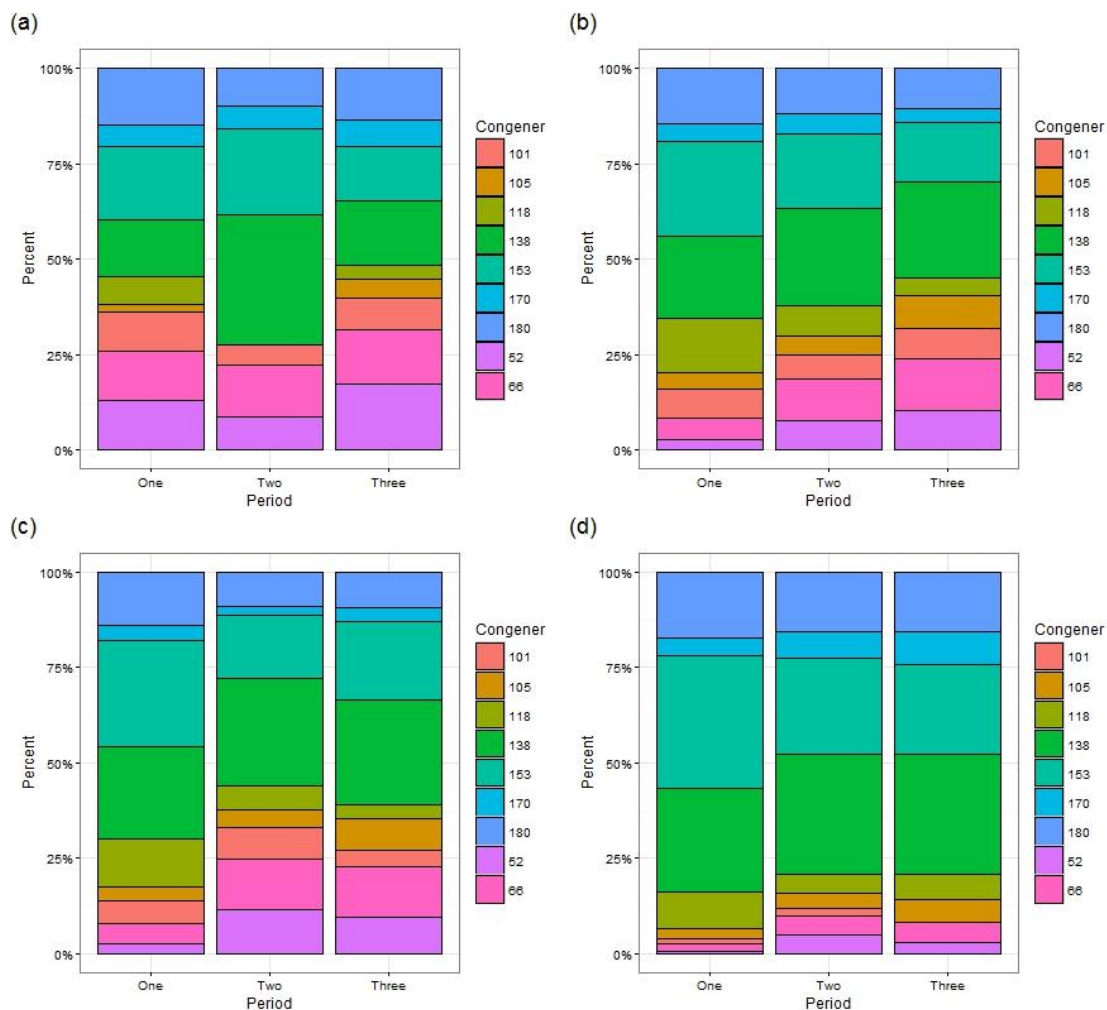 (a)
100%
75%
50%
25%
0%
Percent
One
Two
Three
Period
Congener
101
105
118
138
153
170
180
52
66
(b)
100%
75%
50%
25%
0%
Percent
One
Two
Three
Period
Congener
101
105
118
138
153
170
180
52
66
(c)
100%
75%
50%
25%
0%
Percent
One
Two
Three
Period
Congener
101
105
118
138
153
170
180
52
66
(d)
100%
75%
50%
25%
0%
Percent
One
Two
Three
Period
Congener
101
105
118
138
153
170
180
52
66